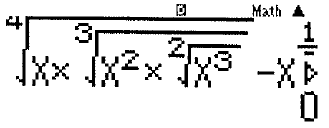 D Math ▲
⁴√(X×³√(X²×²√(X³))) −X 1 ▷
0